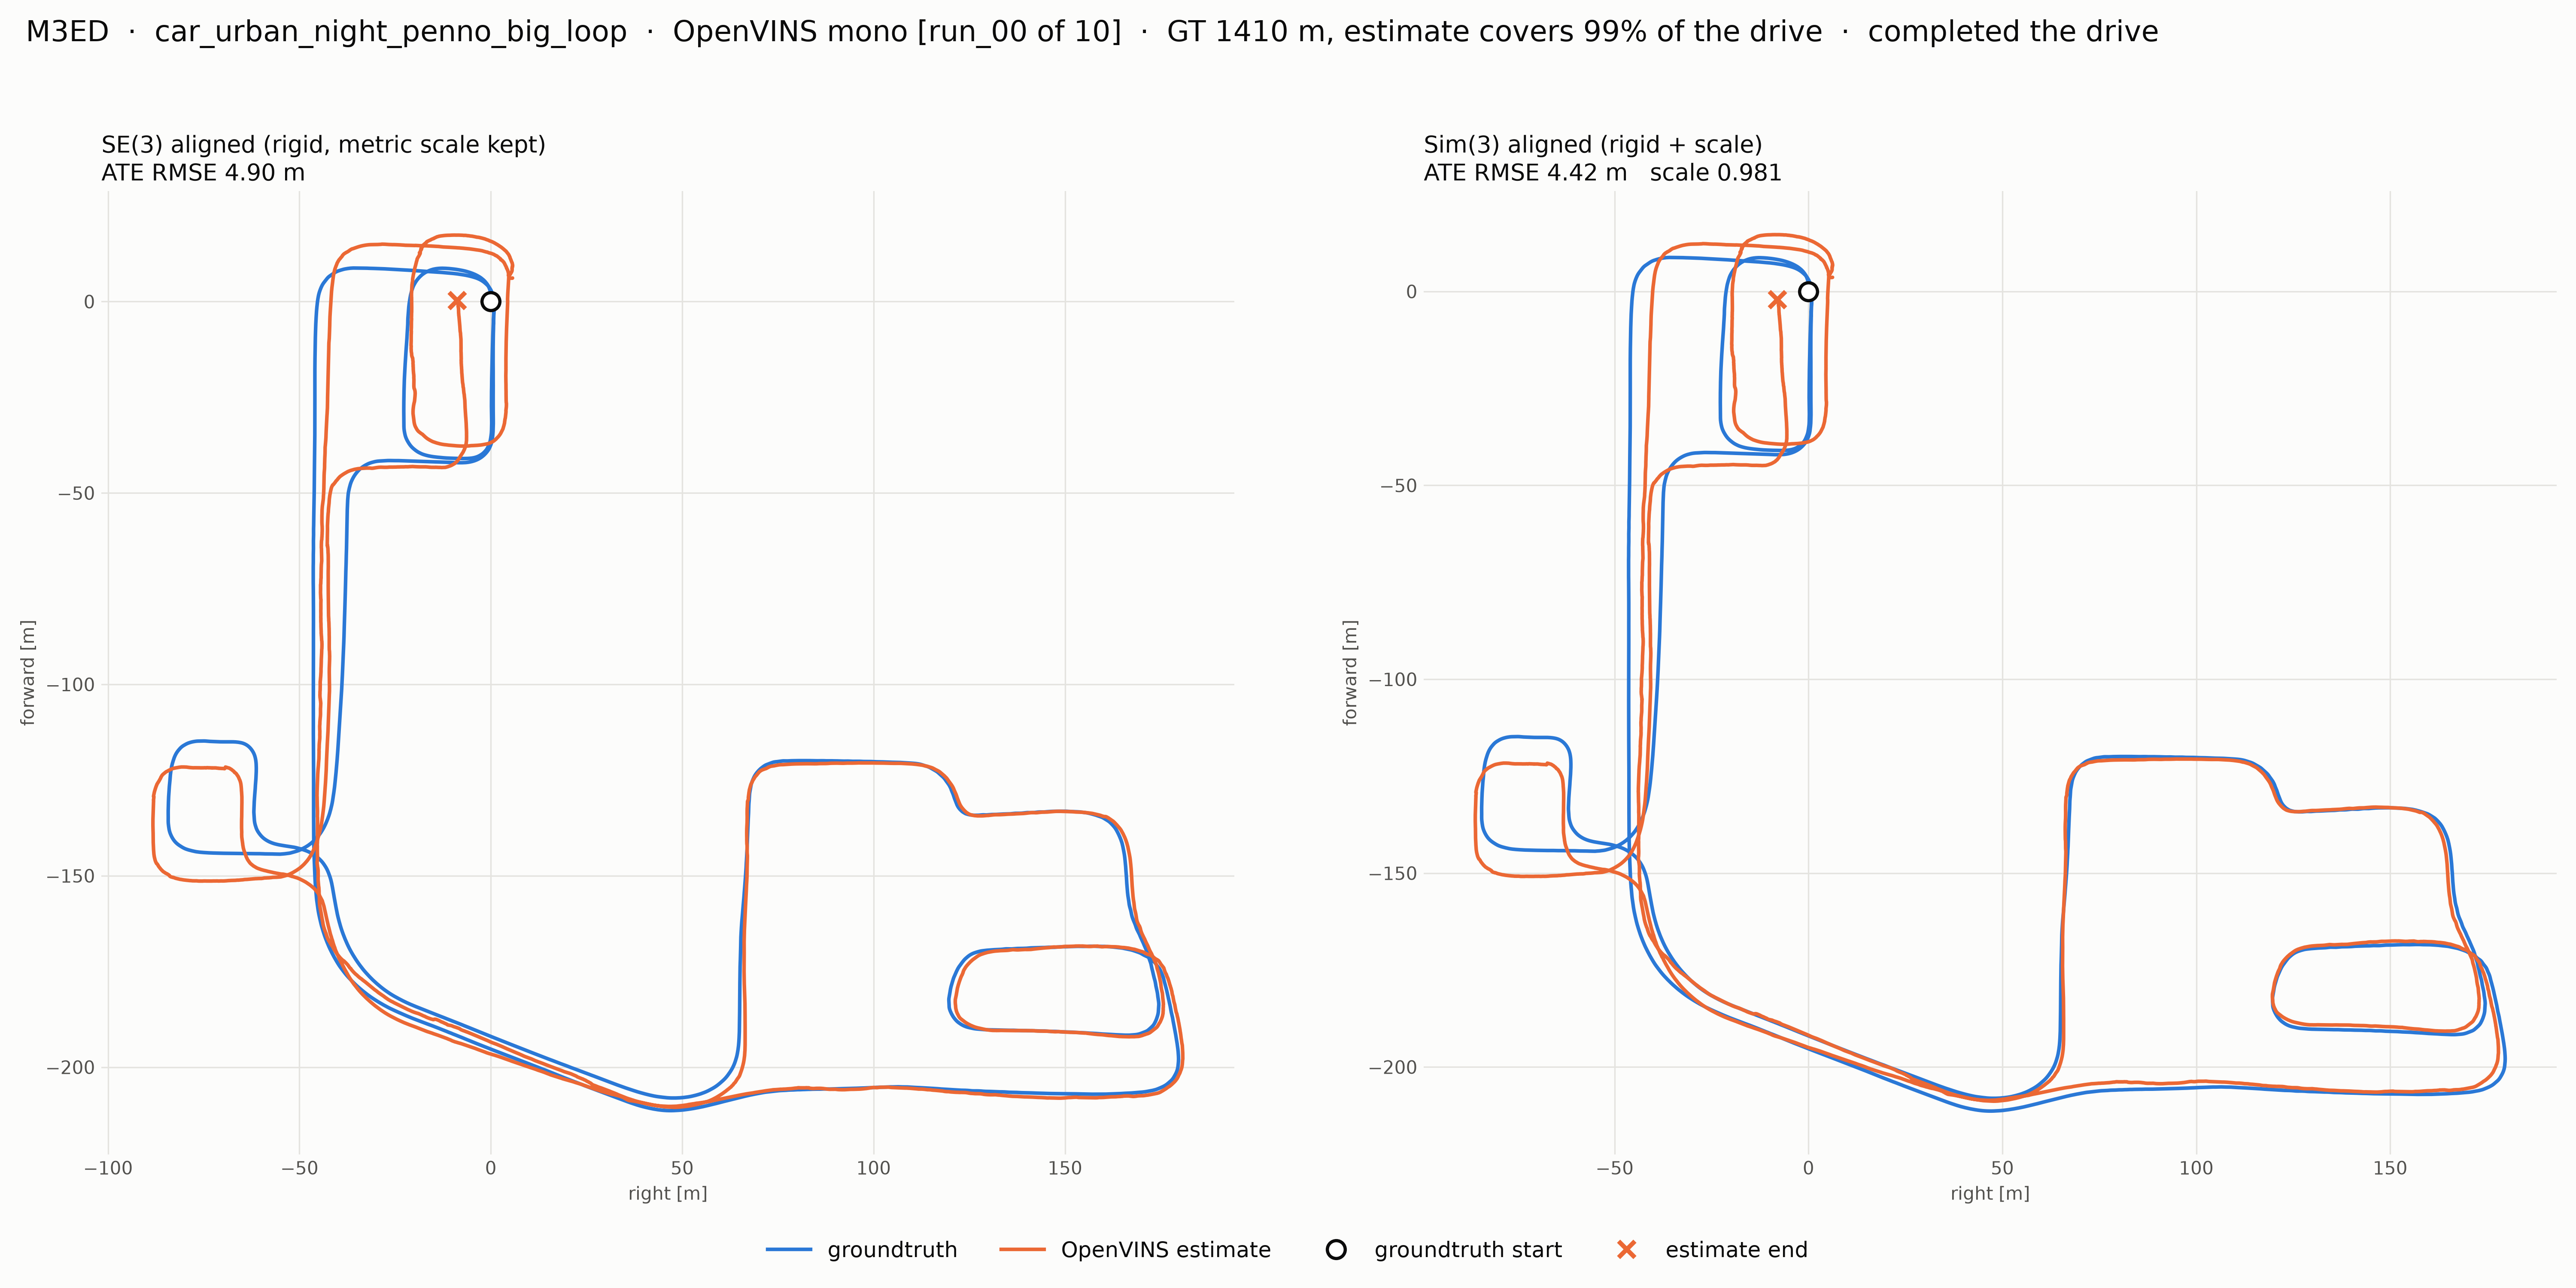 M3ED · car_urban_night_penno_big_loop · OpenVINS mono [run_00 of 10] · GT 1410 m, estimate covers 99% of the drive · completed the drive
SE(3) aligned (rigid, metric scale kept)
ATE RMSE 4.90 m
0
−50
−100
−150
−200
forward [m]
−100
−50
0
50
100
150
right [m]
Sim(3) aligned (rigid + scale)
ATE RMSE 4.42 m   scale 0.981
0
−50
−100
−150
−200
forward [m]
−50
0
50
100
150
right [m]
groundtruth
OpenVINS estimate
groundtruth start
estimate end